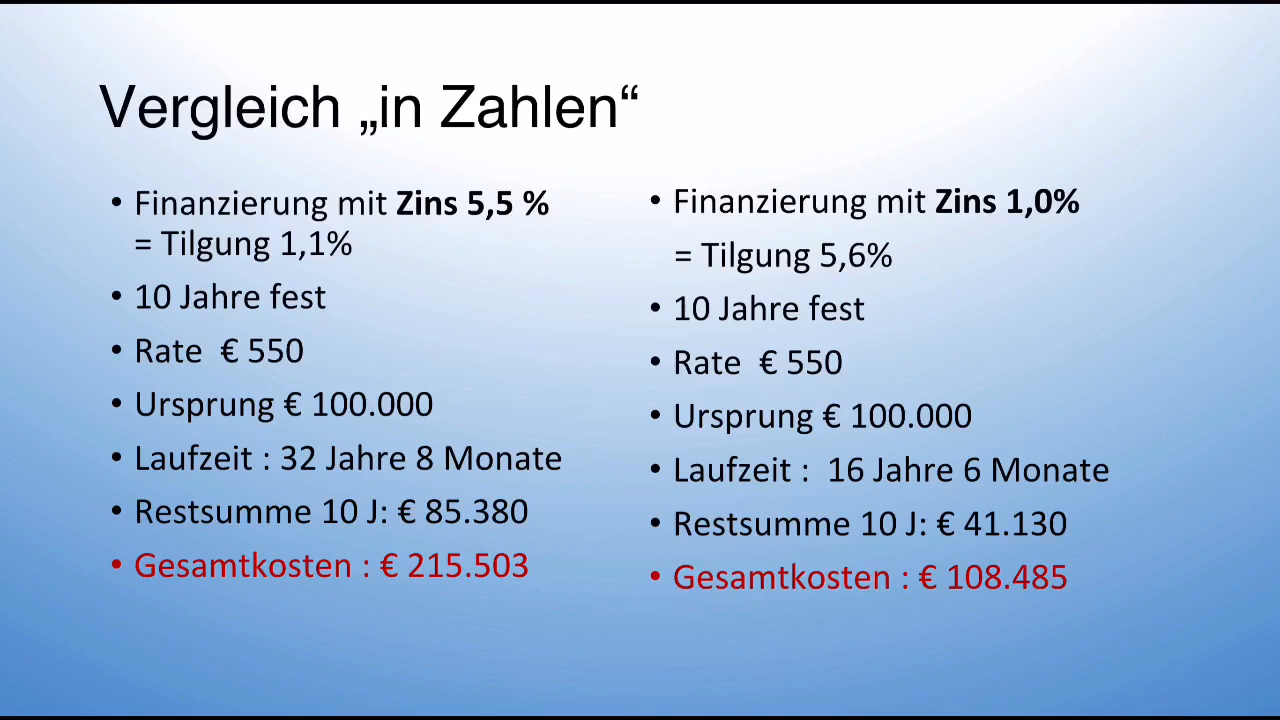 Vergleich „in Zahlen“
• Finanzierung mit Zins 5,5 %
= Tilgung 1,1%
• 10 Jahre fest
• Rate € 550
• Ursprung € 100.000
• Laufzeit : 32 Jahre 8 Monate
• Restsumme 10 J: € 85.380
• Gesamtkosten : € 215.503
• Finanzierung mit Zins 1,0%
= Tilgung 5,6%
• 10 Jahre fest
• Rate € 550
• Ursprung € 100.000
• Laufzeit : 16 Jahre 6 Monate
• Restsumme 10 J: € 41.130
• Gesamtkosten : € 108.485